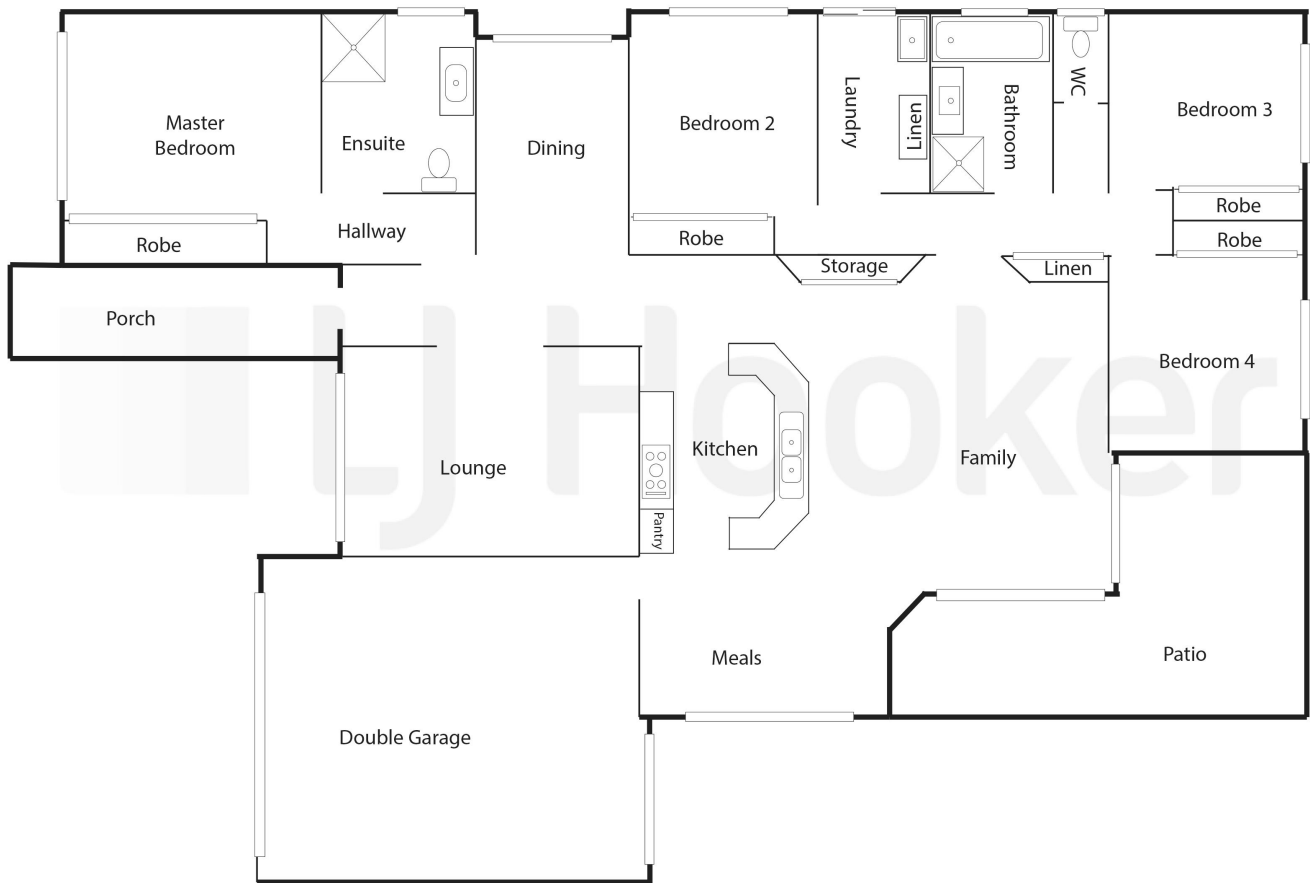 Master
Bedroom
Ensuite
Dining
Bedroom 2
Laundry
Linen
Bathroom
WC
Bedroom 3
Robe
Hallway
Robe
Robe
Robe
Storage
Linen
Porch
Bedroom 4
LJ Hooker
Lounge
Kitchen
Family
Pantry
Meals
Patio
Double Garage